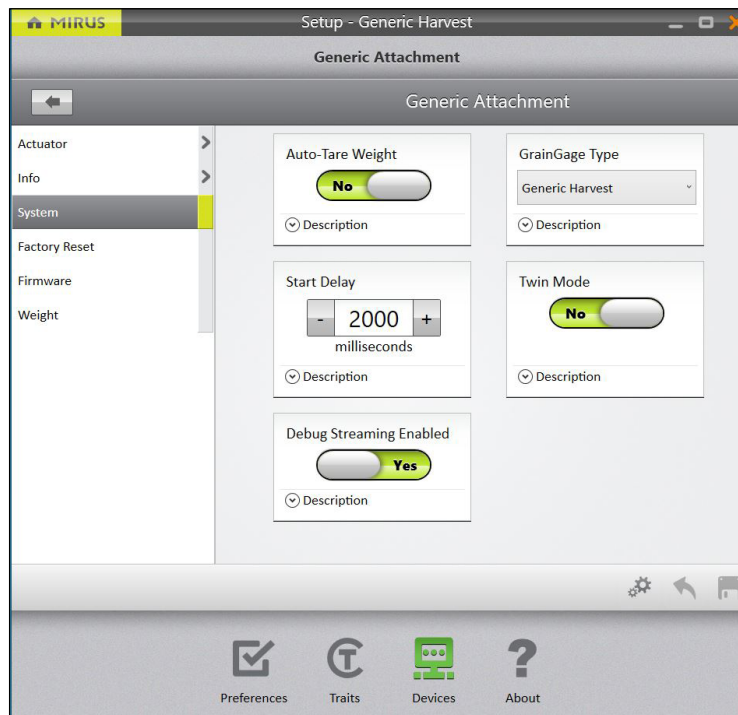 MIRUS
Setup - Generic Harvest
Generic Attachment
Generic Attachment
Actuator
Info
System
Factory Reset
Firmware
Weight
Auto-Tare Weight
No
Description
GrainGage Type
Generic Harvest
Description
Start Delay
- 2000 +
milliseconds
Description
Twin Mode
No
Description
Debug Streaming Enabled
Yes
Description
Preferences
Traits
Devices
About